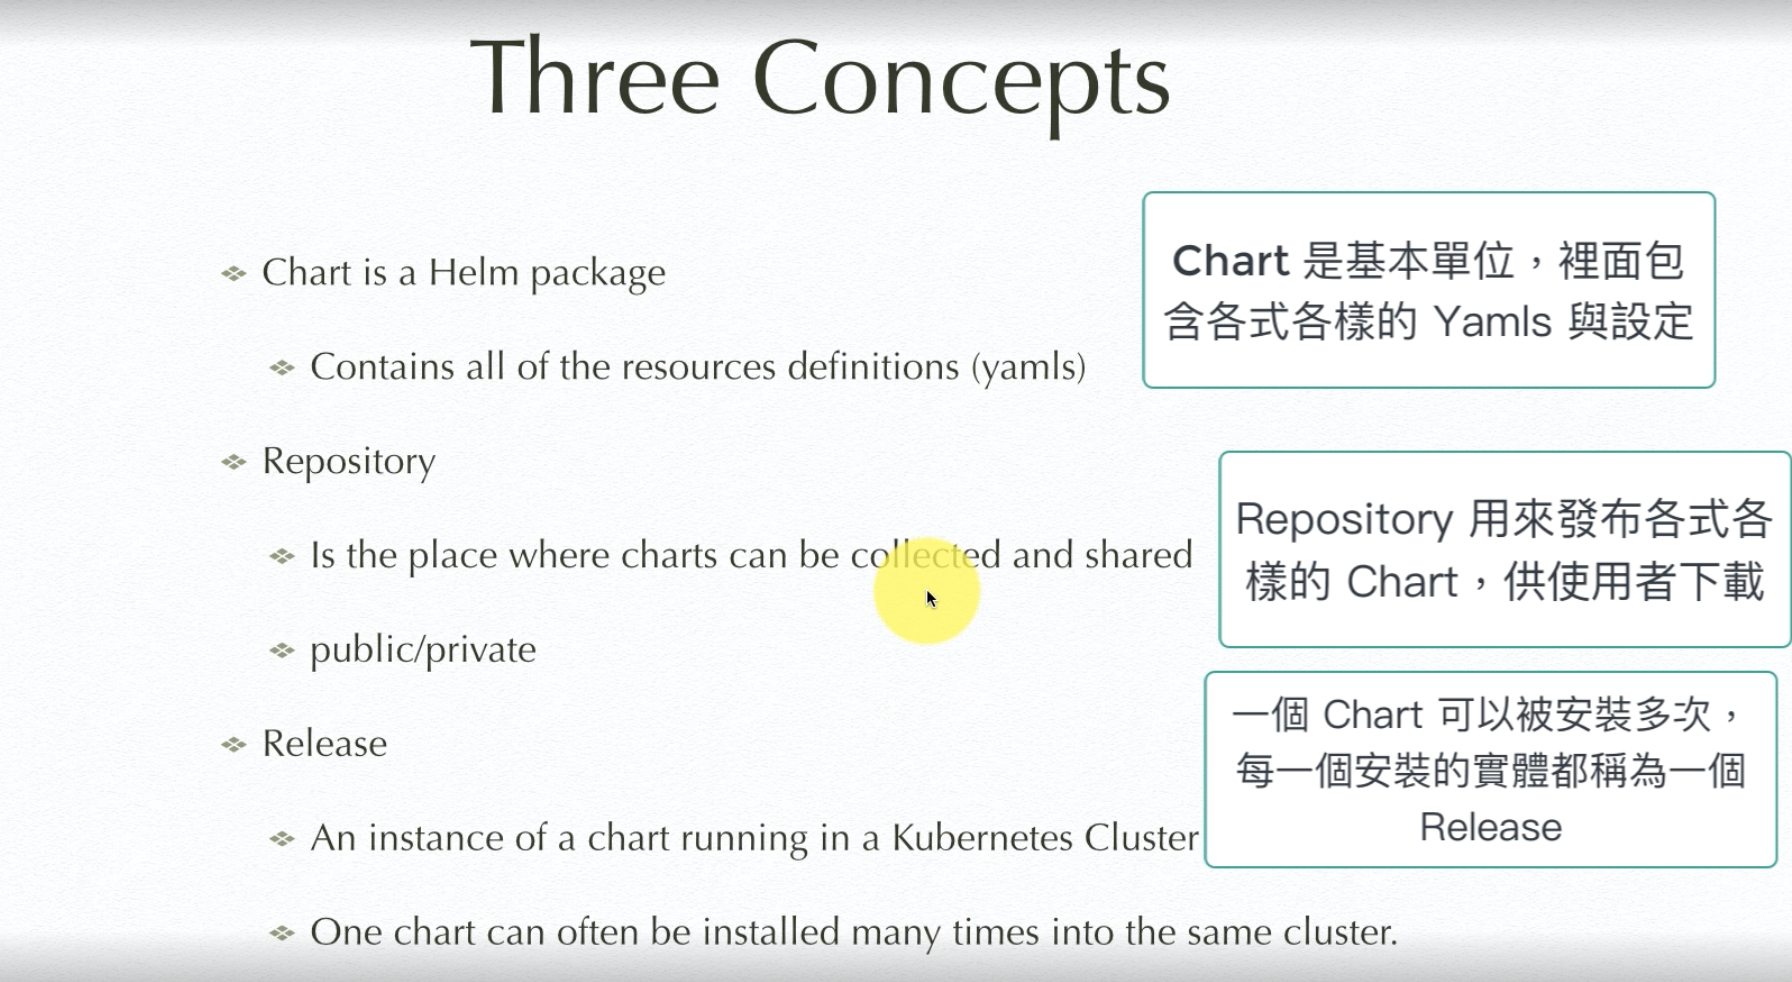 Three Concepts
Chart is a Helm package
Contains all of the resources definitions (yamls)
Chart 是基本單位，裡面包
含各式各樣的 Yamls 與設定
Repository
Is the place where charts can be collected and shared
public/private
Repository 用來發布各式各
樣的 Chart，供使用者下載
Release
An instance of a chart running in a Kubernetes Cluster
One chart can often be installed many times into the same cluster.
一個 Chart 可以被安裝多次，
每一個安裝的實體都稱為一個
Release